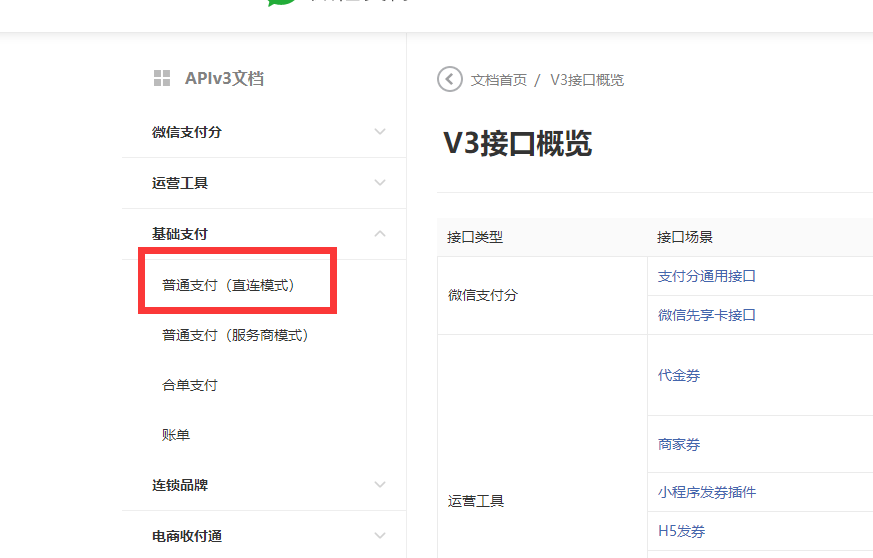 APIv3文档
微信支付分
运营工具
基础支付
普通支付（直连模式）
普通支付（服务商模式）
合单支付
账单
连锁品牌
电商收付通
文档首页 / V3接口概览
V3接口概览
接口类型 接口场景
微信支付分
支付分通用接口
微信先享卡接口
运营工具
代金券
商家券
小程序发券插件
H5发券